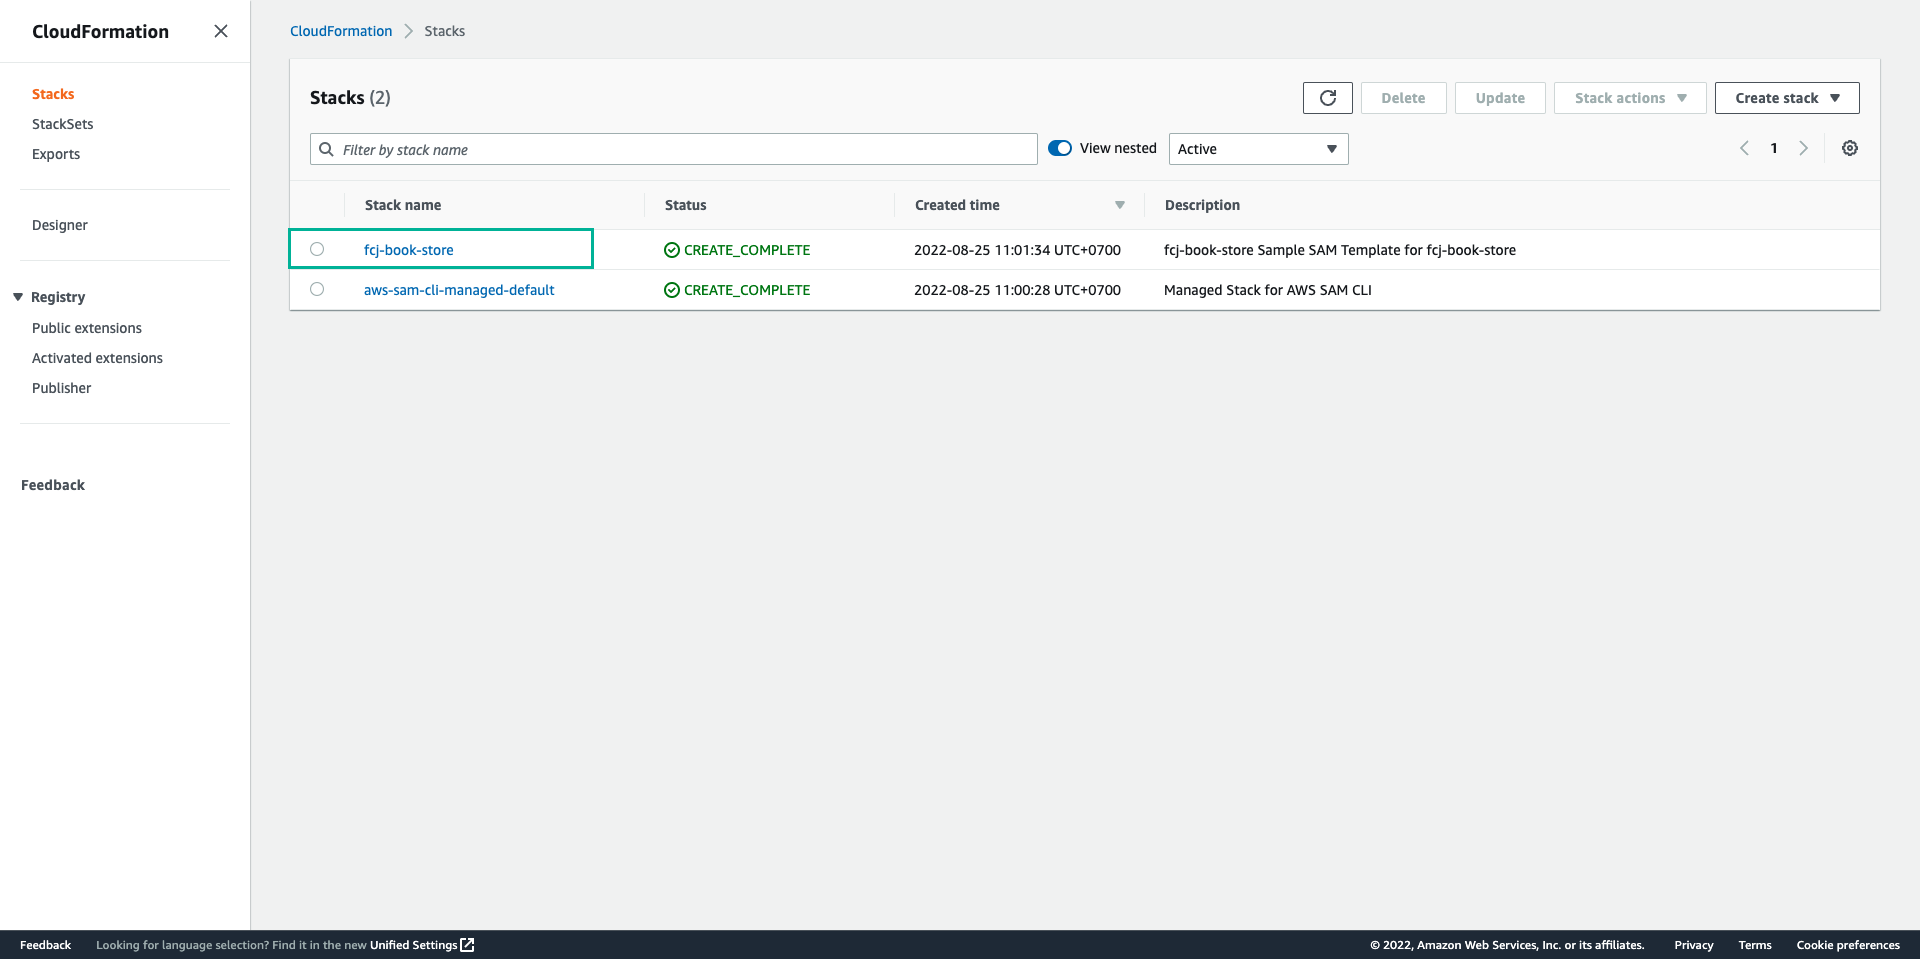 CloudFormation
Stacks
StackSets
Exports
Designer
Registry
Public extensions
Activated extensions
Publisher
Feedback
CloudFormation Stacks
Stacks (2)
Delete Update Stack actions Create stack
Filter by stack name View nested Active 1
Stack name Status Created time Description
fcj-book-store CREATE_COMPLETE 2022-08-25 11:01:34 UTC+0700 fcj-book-store Sample SAM Template for fcj-book-store
aws-sam-cli-managed-default CREATE_COMPLETE 2022-08-25 11:00:28 UTC+0700 Managed Stack for AWS SAM CLI
Feedback Looking for language selection? Find it in the new Unified Settings © 2022, Amazon Web Services, Inc. or its affiliates. Privacy Terms Cookie preferences